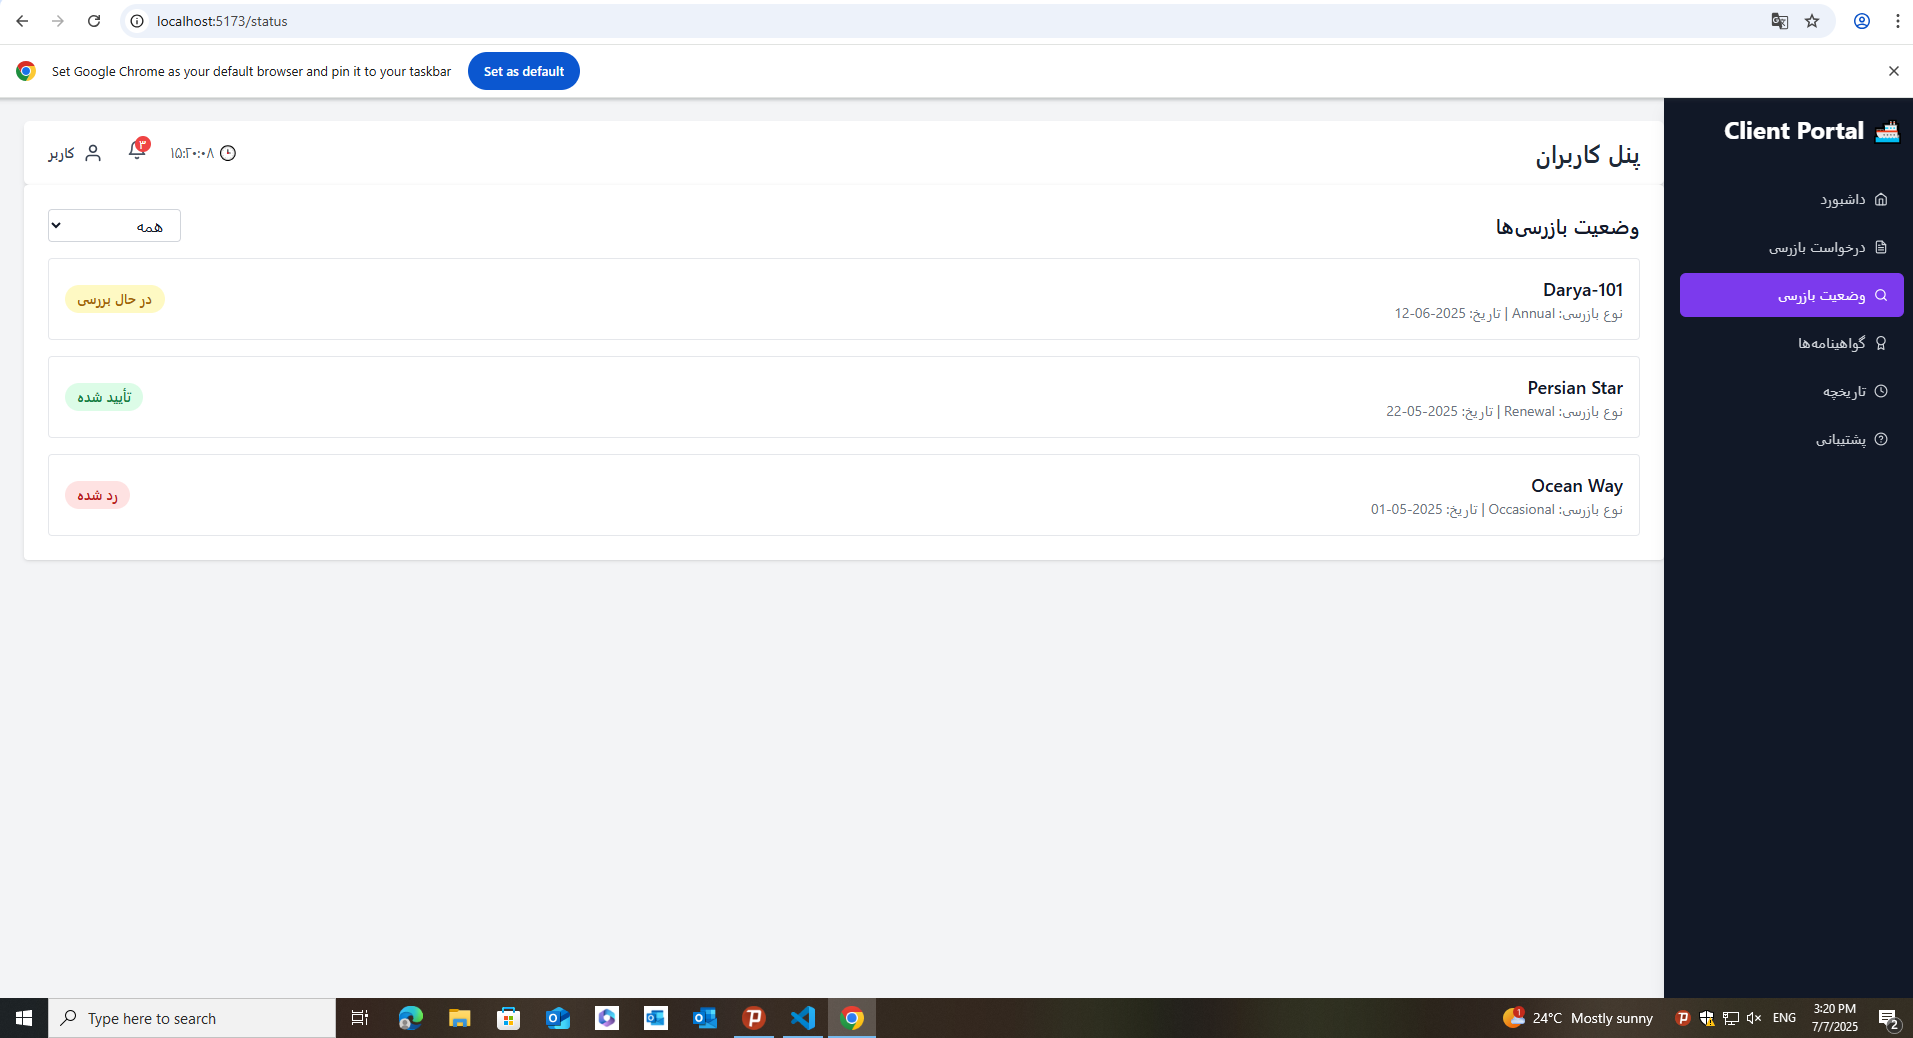 localhost:5173/status
Set Google Chrome as your default browser and pin it to your taskbar
Set as default
Client Portal
داشبورد
درخواست بازرسی
وضعیت بازرسی
گواهینامه‌ها
تاریخچه
پشتیبانی
پنل کاربران
۱۵:۲۰:۰۸
۳
کاربر
وضعیت بازرسی‌ها
همه
Darya-101
نوع بازرسی: Annual | تاریخ: 2025-06-12
در حال بررسی
Persian Star
نوع بازرسی: Renewal | تاریخ: 2025-05-22
تأیید شده
Ocean Way
نوع بازرسی: Occasional | تاریخ: 2025-05-01
رد شده
Type here to search
1
24°C Mostly sunny
ENG
3:20 PM
7/7/2025
2